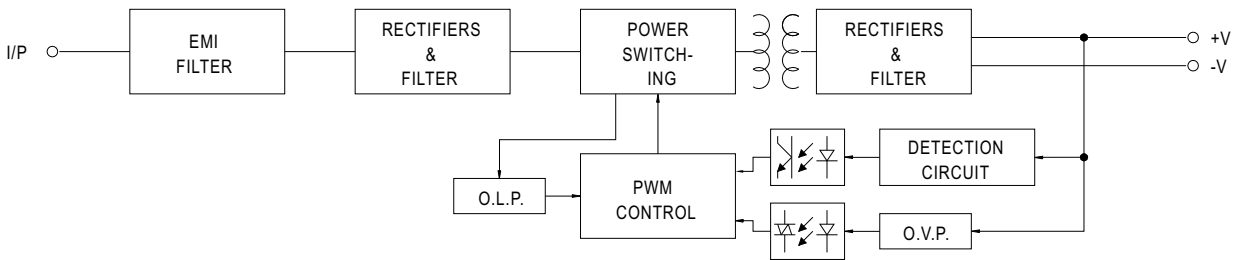 I/P
EMI
FILTER
RECTIFIERS
&
FILTER
POWER
SWITCH-
ING
RECTIFIERS
&
FILTER
+V
-V
O.L.P.
PWM
CONTROL
DETECTION
CIRCUIT
O.V.P.